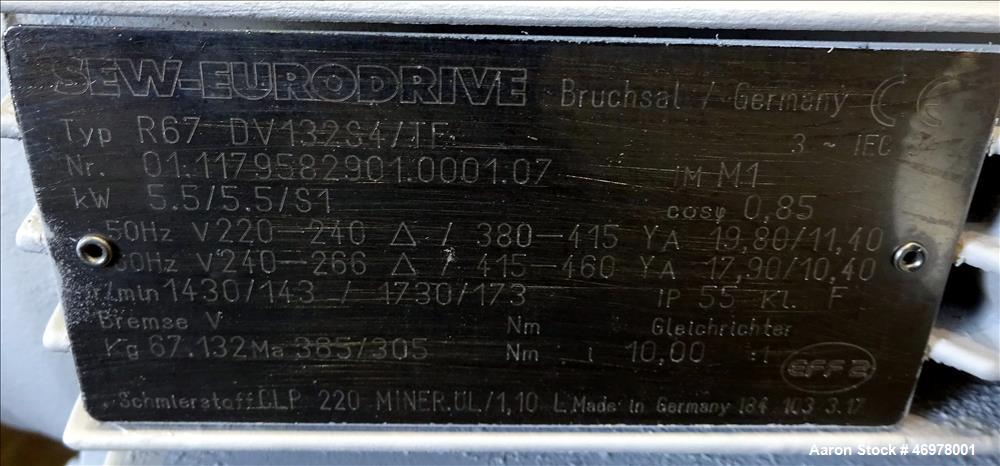 SEW-EURODRIVE Bruchsal / Germany CE
Typ R67 DV132S4/TF 3 ~ IEC
Nr. 01.1179582901.0001.07 IM M1
kW 5.5/5.5/S1 cosφ 0,85
50Hz V220-240 Δ / 380-415 Y A 19,80/11,40
60Hz V240-266 Δ / 415-460 Y A 17,90/10,40
r/min 1430/143 / 1730/173 IP 55 Kl. F
Bremse V Nm Gleichrichter
Kg 67.132 Ma 385/305 Nm i 10,00 :1
EFF2
Schmierstoff CLP 220 MINER.ÖL/1,10 L Made in Germany 184 103 3.17
Aaron Stock # 46978001